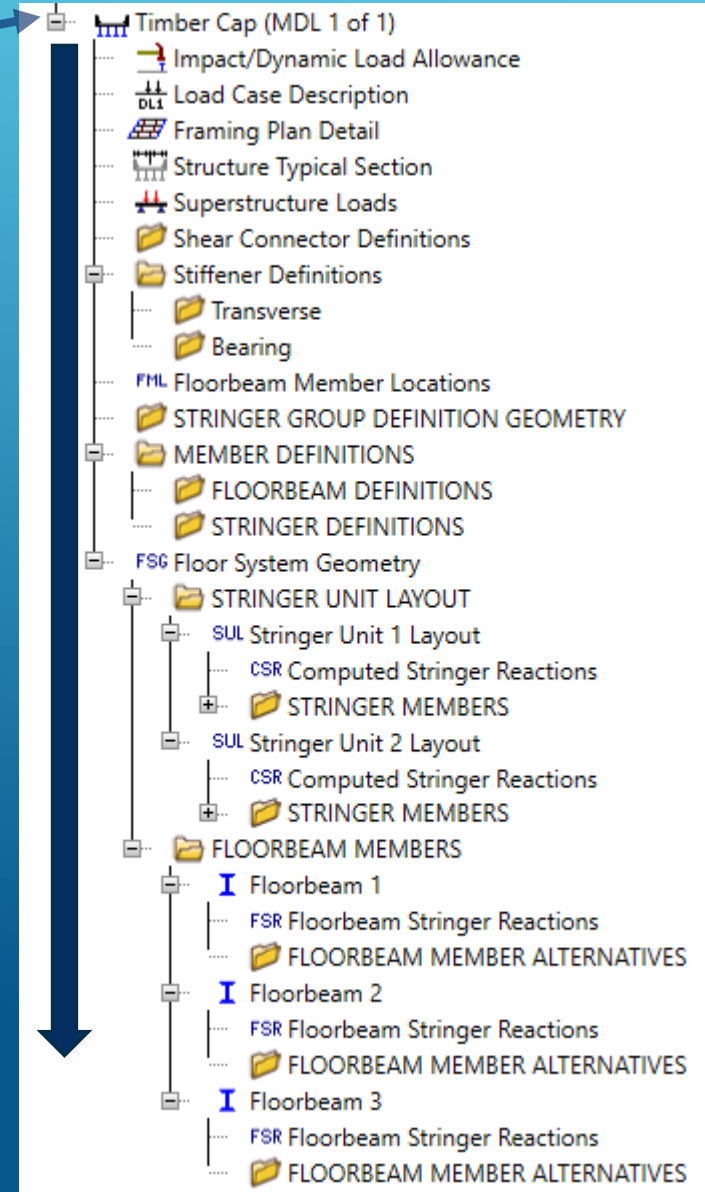 Timber Cap (MDL 1 of 1)
Impact/Dynamic Load Allowance
DL1 Load Case Description
Framing Plan Detail
Structure Typical Section
Superstructure Loads
Shear Connector Definitions
Stiffener Definitions
Transverse
Bearing
FML Floorbeam Member Locations
STRINGER GROUP DEFINITION GEOMETRY
MEMBER DEFINITIONS
FLOORBEAM DEFINITIONS
STRINGER DEFINITIONS
FSG Floor System Geometry
STRINGER UNIT LAYOUT
SUL Stringer Unit 1 Layout
CSR Computed Stringer Reactions
STRINGER MEMBERS
SUL Stringer Unit 2 Layout
CSR Computed Stringer Reactions
STRINGER MEMBERS
FLOORBEAM MEMBERS
Floorbeam 1
FSR Floorbeam Stringer Reactions
FLOORBEAM MEMBER ALTERNATIVES
Floorbeam 2
FSR Floorbeam Stringer Reactions
FLOORBEAM MEMBER ALTERNATIVES
Floorbeam 3
FSR Floorbeam Stringer Reactions
FLOORBEAM MEMBER ALTERNATIVES